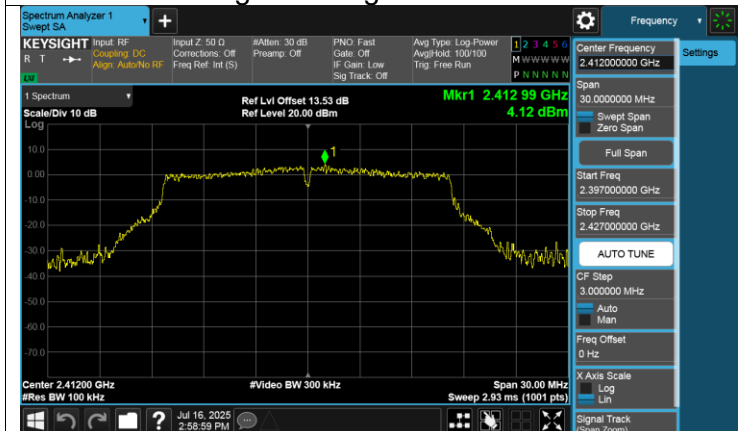 Spectrum Analyzer 1
Swept SA
+
Frequency
KEYSIGHT
R T
LXI
Input: RF
Coupling: DC
Align: Auto/No RF
Input Z: 50 Ω
Corrections: Off
Freq Ref: Int (S)
#Atten: 30 dB
Preamp: Off
PNO: Fast
Gate: Off
IF Gain: Low
Sig Track: Off
Avg Type: Log-Power
Avg|Hold: 100/100
Trig: Free Run
1 2 3 4 5 6
M W W W W W
P N N N N N
1 Spectrum
Scale/Div 10 dB
Log
Ref Lvl Offset 13.53 dB
Ref Level 20.00 dBm
Mkr1 2.412 99 GHz
4.12 dBm
10.0
0.00
-10.0
-20.0
-30.0
-40.0
-50.0
-60.0
-70.0
1
Center 2.41200 GHz
#Res BW 100 kHz
#Video BW 300 kHz
Span 30.00 MHz
Sweep 2.93 ms (1001 pts)
Center Frequency
2.412000000 GHz
Settings
Span
30.0000000 MHz
Swept Span
Zero Span
Full Span
Start Freq
2.397000000 GHz
Stop Freq
2.427000000 GHz
AUTO TUNE
CF Step
3.000000 MHz
Auto
Man
Freq Offset
0 Hz
X Axis Scale
Log
Lin
Signal Track
(Span Zoom)
?
Jul 16, 2025
2:58:59 PM